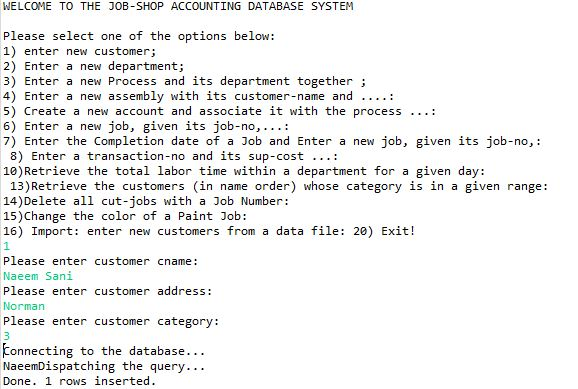 WELCOME TO THE JOB-SHOP ACCOUNTING DATABASE SYSTEM
Please select one of the options below:
1) enter new customer;
2) Enter a new department;
3) Enter a new Process and its department together ;
4) Enter a new assembly with its customer-name and ....:
5) Create a new account and associate it with the process ...:
6) Enter a new job, given its job-no,...:
7) Enter the Completion date of a Job and Enter a new job, given its job-no,:
8) Enter a transaction-no and its sup-cost ...:
10)Retrieve the total labor time within a department for a given day:
13)Retrieve the customers (in name order) whose category is in a given range:
14)Delete all cut-jobs with a Job Number:
15)Change the color of a Paint Job:
16) Import: enter new customers from a data file: 20) Exit!
1
Please enter customer cname:
Naeem Sani
Please enter customer address:
Norman
Please enter customer category:
3
Connecting to the database...
NaeemDispatching the query...
Done. 1 rows inserted.